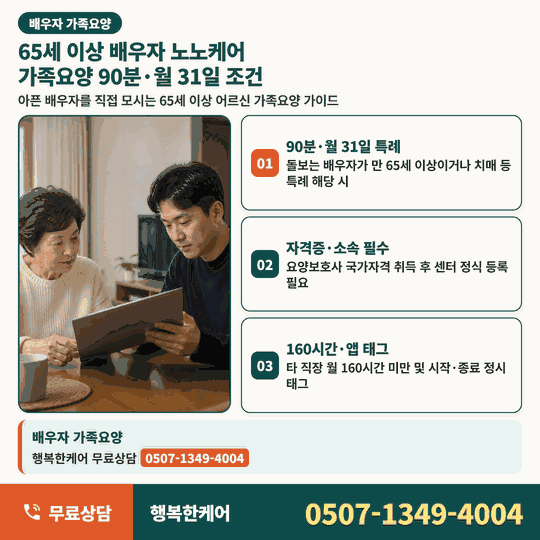 배우자 가족요양
65세 이상 배우자 노노케어
가족요양 90분·월 31일 조건
아픈 배우자를 직접 모시는 65세 이상 어르신 가족요양 가이드
01
90분·월 31일 특례
돌보는 배우자가 만 65세 이상이거나 치매 등
특례 해당 시
02
자격증·소속 필수
요양보호사 국가자격 취득 후 센터 정식 등록
필요
03
160시간·앱 태그
타 직장 월 160시간 미만 및 시작·종료 정시
태그
배우자 가족요양
행복한케어 무료상담 0507-1349-4004
무료상담
행복한케어
0507-1349-4004